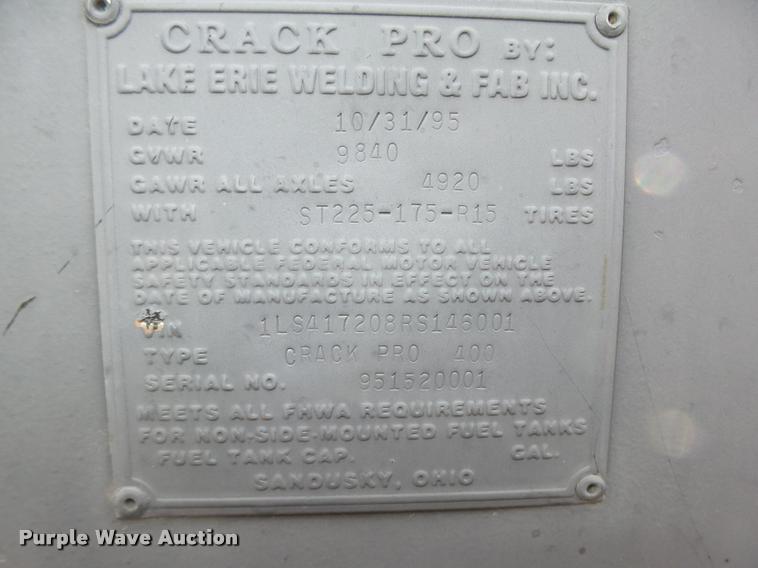 CRACK PRO BY:
LAKE ERIE WELDING & FAB INC.
DATE 10/31/95
GVWR 9840 LBS
GAWR ALL AXLES 4920 LBS
WITH ST225-175-R15 TIRES
THIS VEHICLE CONFORMS TO ALL
APPLICABLE FEDERAL MOTOR VEHICLE
SAFETY STANDARDS IN EFFECT ON THE
DATE OF MANUFACTURE AS SHOWN ABOVE.
VIN 1LS417208RS146001
TYPE CRACK PRO 400
SERIAL NO. 951520001
MEETS ALL FHWA REQUIREMENTS
FOR NON-SIDE-MOUNTED FUEL TANKS
FUEL TANK CAP. GAL.
SANDUSKY, OHIO
Purple Wave Auction